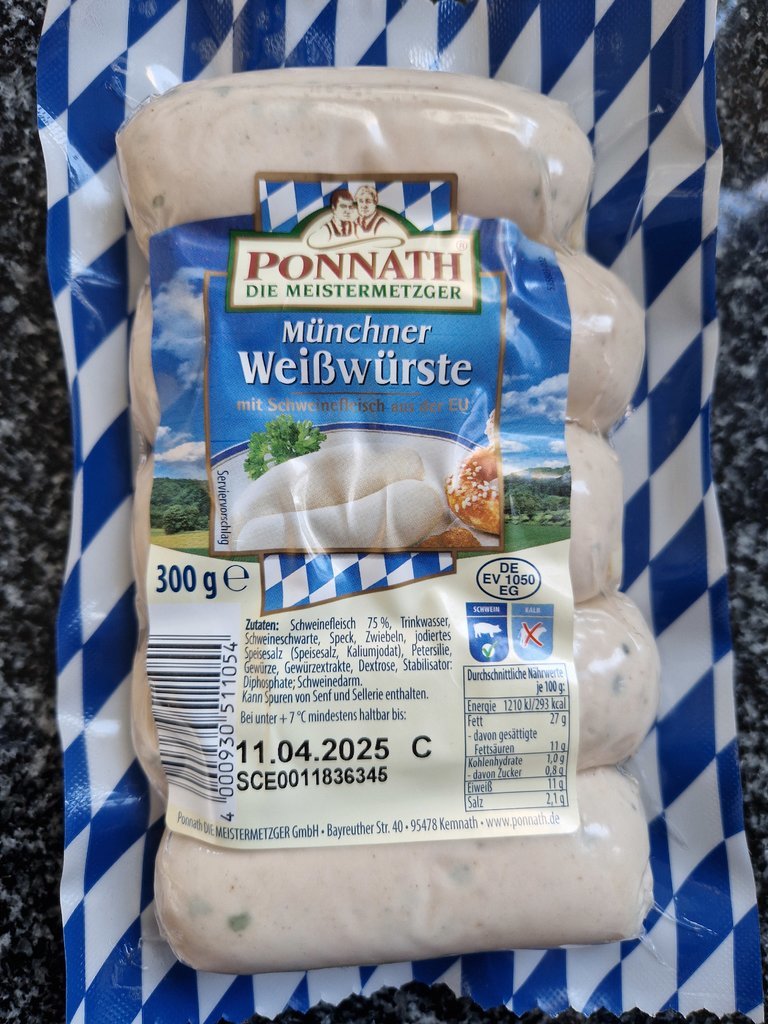 PONNATH®
DIE MEISTERMETZGER
Münchner
Weißwürste
mit Schweinefleisch aus der EU
Serviervorschlag
300 g ℮
DE
EV 1050
EG
SCHWEIN
KALB
Zutaten: Schweinefleisch 75 %, Trinkwasser,
Schweineschwarte, Speck, Zwiebeln, jodiertes
Speisesalz (Speisesalz, Kaliumjodat), Petersilie,
Gewürze, Gewürzextrakte, Dextrose, Stabilisator:
Diphosphate; Schweinedarm.
Kann Spuren von Senf und Sellerie enthalten.
Bei unter + 7 °C mindestens haltbar bis:
11.04.2025 C
SCE0011836345
4 000930 511054
Durchschnittliche Nährwerte
je 100 g:
Energie 1210 kJ/293 kcal
Fett 27 g
- davon gesättigte
Fettsäuren 11 g
Kohlenhydrate 1,0 g
- davon Zucker 0,8 g
Eiweiß 11 g
Salz 2,1 g
Ponnath DIE MEISTERMETZGER GmbH • Bayreuther Str. 40 • 95478 Kemnath • www.ponnath.de